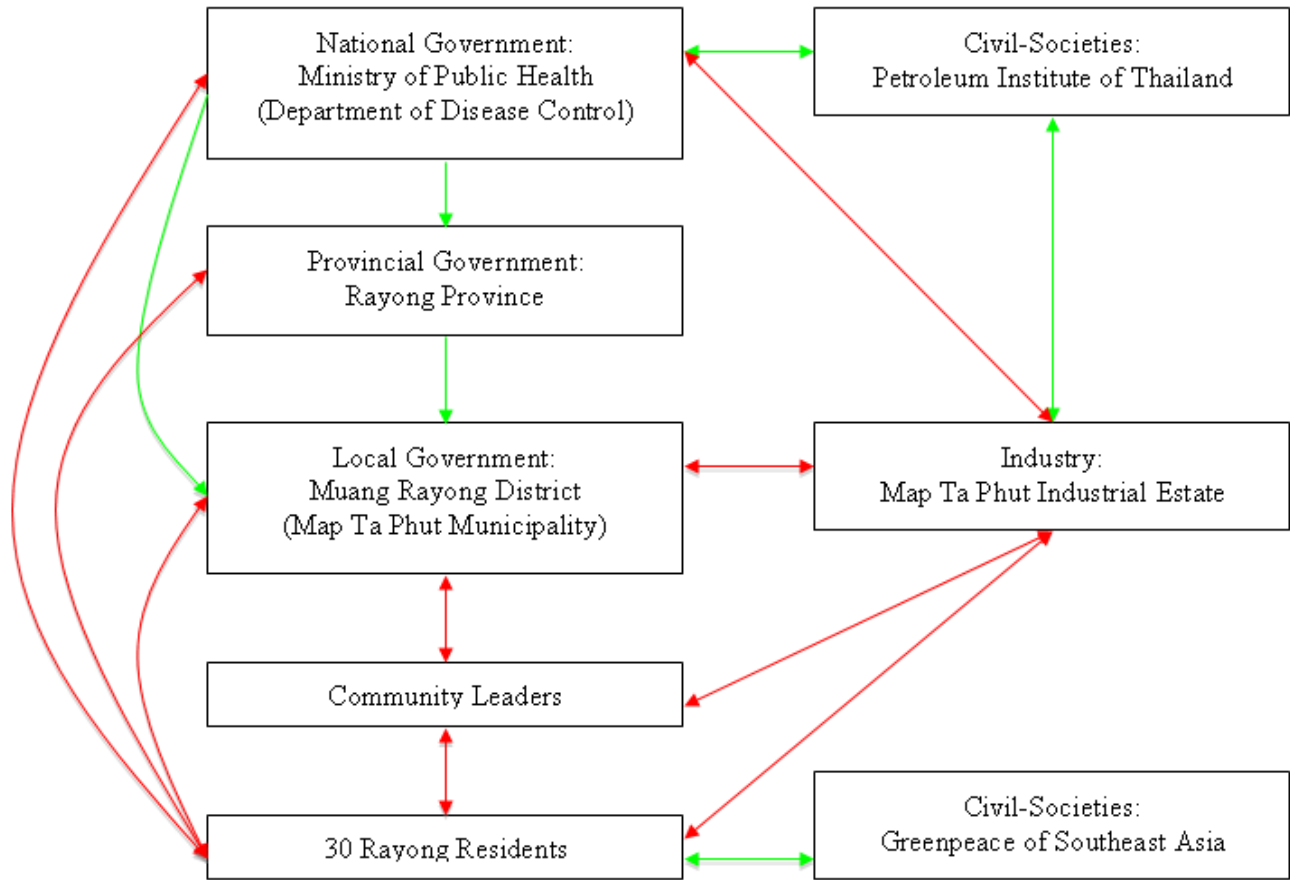 National Government:
Ministry of Public Health
(Department of Disease Control)
Civil-Societies:
Petroleum Institute of Thailand
Provincial Government:
Rayong Province
Local Government:
Muang Rayong District
(Map Ta Phut Municipality)
Industry:
Map Ta Phut Industrial Estate
Community Leaders
30 Rayong Residents
Civil-Societies:
Greenpeace of Southeast Asia